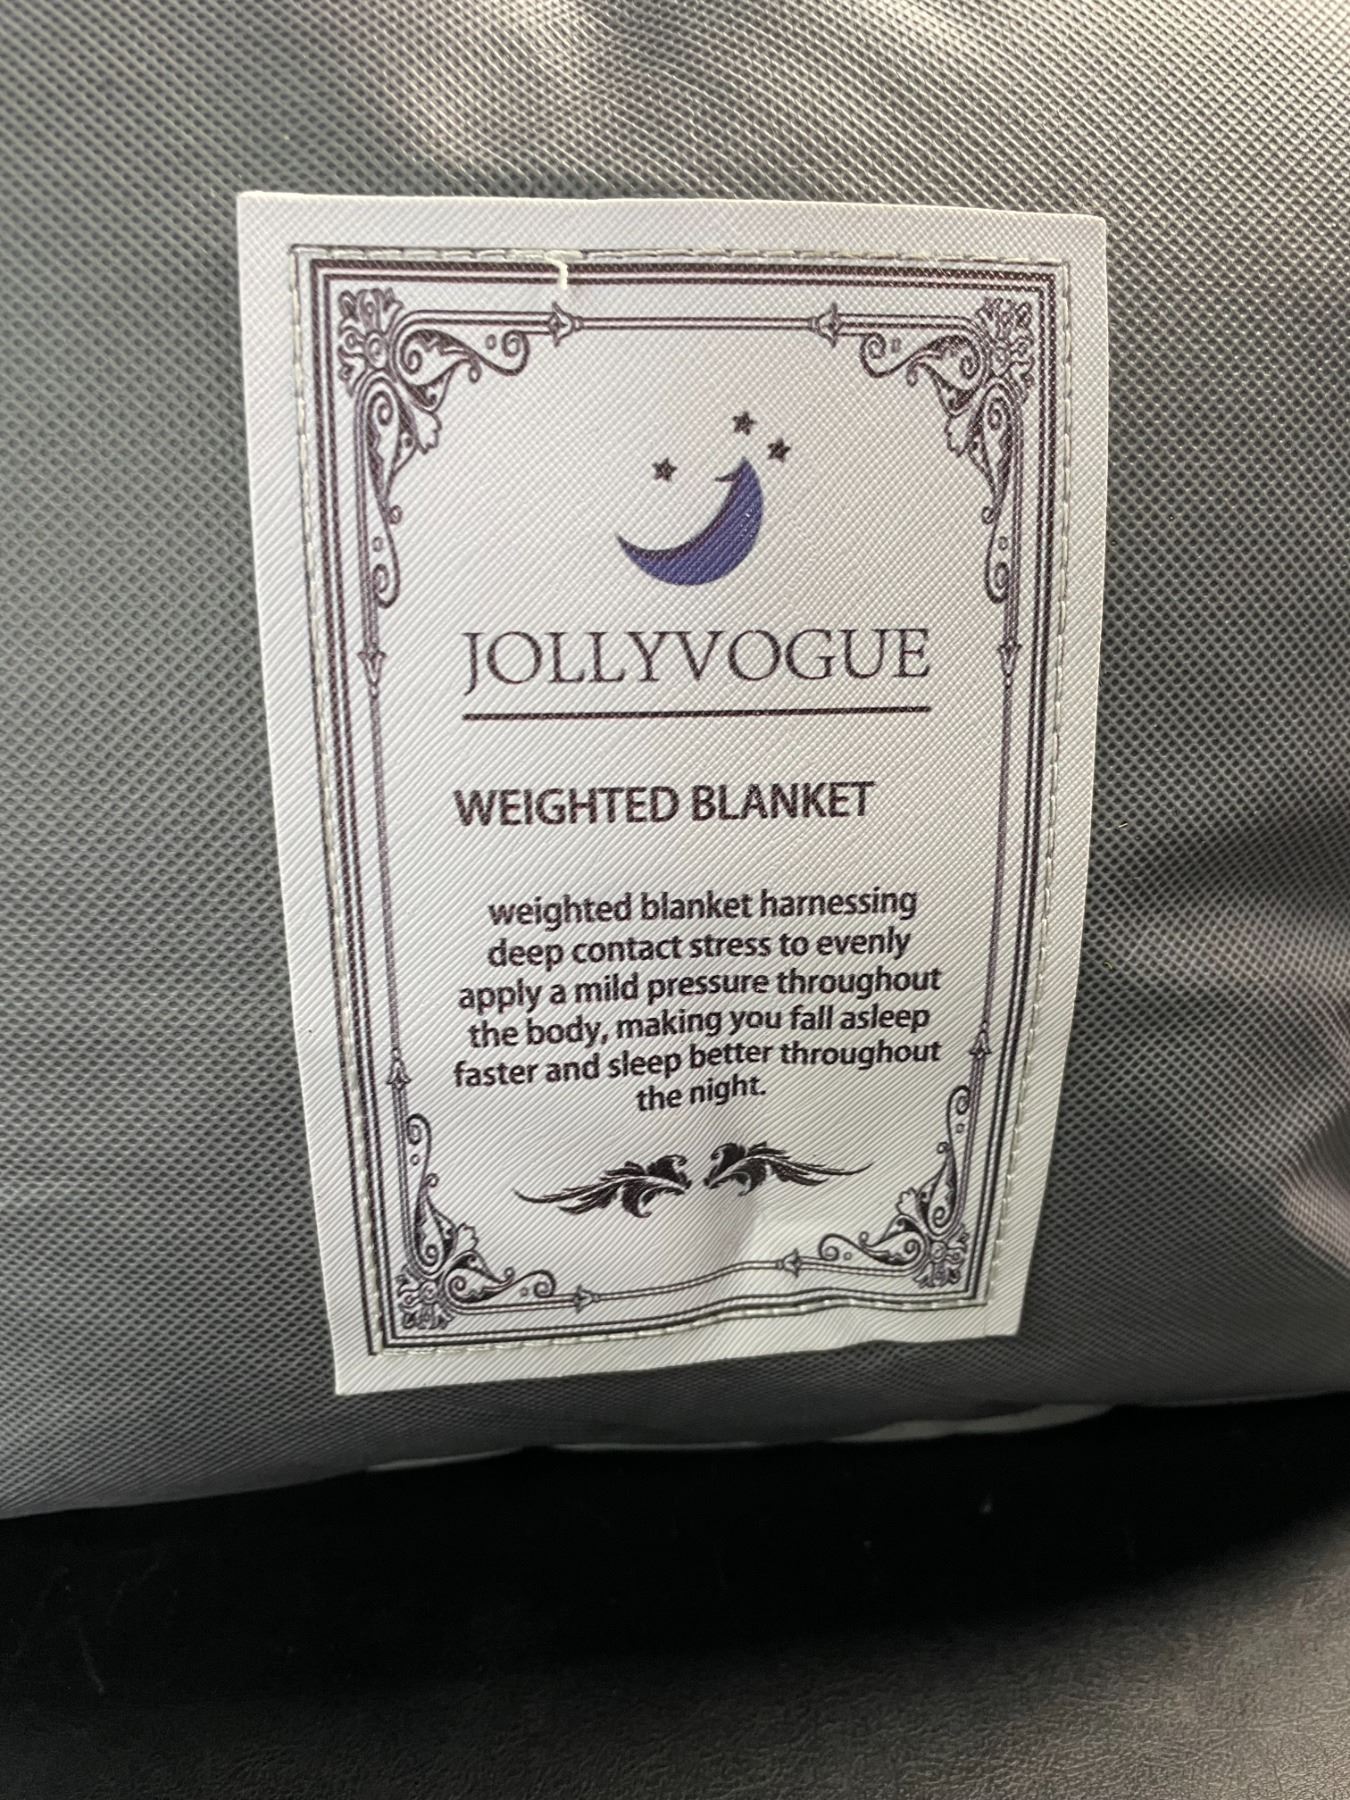 JOLLYVOGUE
WEIGHTED BLANKET
weighted blanket harnessing
deep contact stress to evenly
apply a mild pressure throughout
the body, making you fall asleep
faster and sleep better throughout
the night.